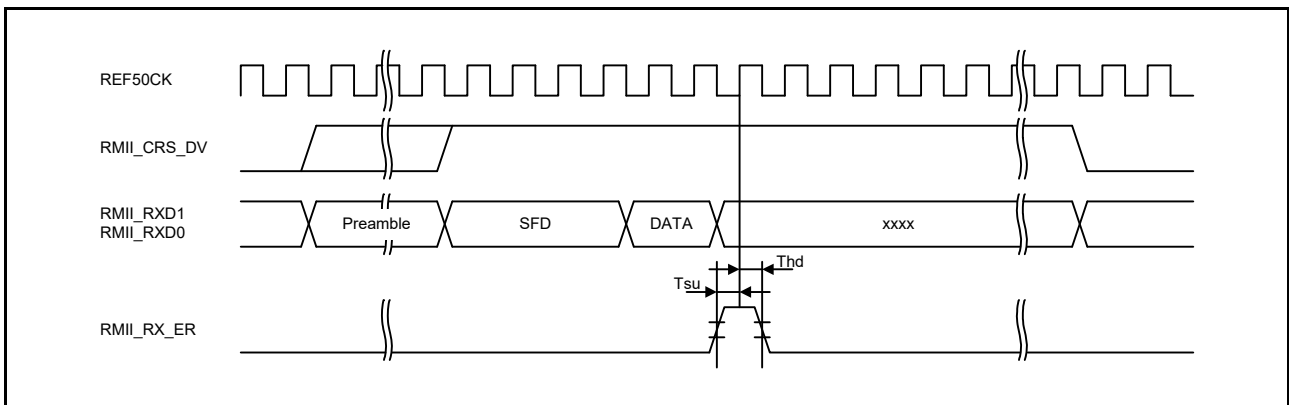 REF50CK
RMII_CRS_DV
RMII_RXD1
RMII_RXD0
Preamble
SFD
DATA
xxxx
Thd
Tsu
RMII_RX_ER